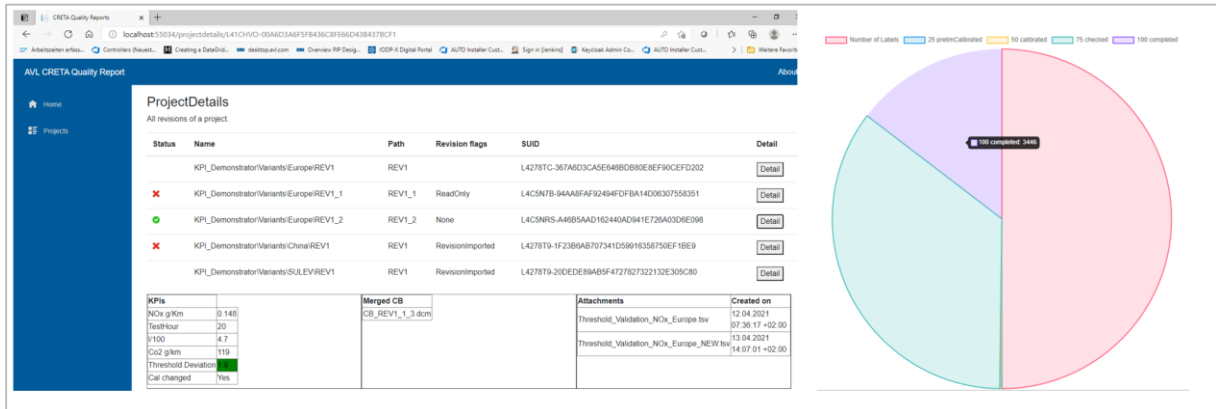 CRETA Quality Reports
localhost:55034/projectdetails/L41CHVO-00A6D3A6F5FB436CBFE66D43B437BCF1
Arbeitszeiten erfass...
Controllers (Neuest...
Creating a DataGrid...
desktop.avl.com
Overview PIP Desig...
IODP-X Digital Portal
AUTO Installer Cust...
Sign in [Jenkins]
Keycloak Admin Co...
AUTO Installer Cust...
Weitere Favorit
AVL CRETA Quality Report
About
Home
Projects
ProjectDetails
All revisions of a project.
Status Name Path Revision flags SUID Detail
KPI_Demonstrator\Variants\Europe\REV1 REV1 L4278TC-367A6D3CA5E646BDB80E8EF90CEFD202 Detail
KPI_Demonstrator\Variants\Europe\REV1_1 REV1_1 ReadOnly L4C5N7B-94AA8FAF92494FDFBA14D06307558351 Detail
KPI_Demonstrator\Variants\Europe\REV1_2 REV1_2 None L4C5NRS-A46B5AAD162440AD941E726A03D6E098 Detail
KPI_Demonstrator\Variants\China\REV1 REV1 RevisionImported L4278T9-1F23B6AB707341D59916358750EF1BE9 Detail
KPI_Demonstrator\Variants\SULEV\REV1 REV1 RevisionImported L4278T9-20DEDE89AB5F4727827322132E305C80 Detail
KPIs
NOx g/Km 0.148
TestHour 20
l/100 4.7
Co2 g/km 119
Threshold Deviation
Cal changed Yes
Merged CB
CB_REV1_1_3.dcm
Attachments Created on
Threshold_Validation_NOx_Europe.tsv 12.04.2021
07:36:17 +02:00
Threshold_Validation_NOx_Europe_NEW.tsv 13.04.2021
14:07:01 +02:00
Number of Labels 25 prelimCalibrated 50 calibrated 75 checked 100 completed
100 completed: 3446